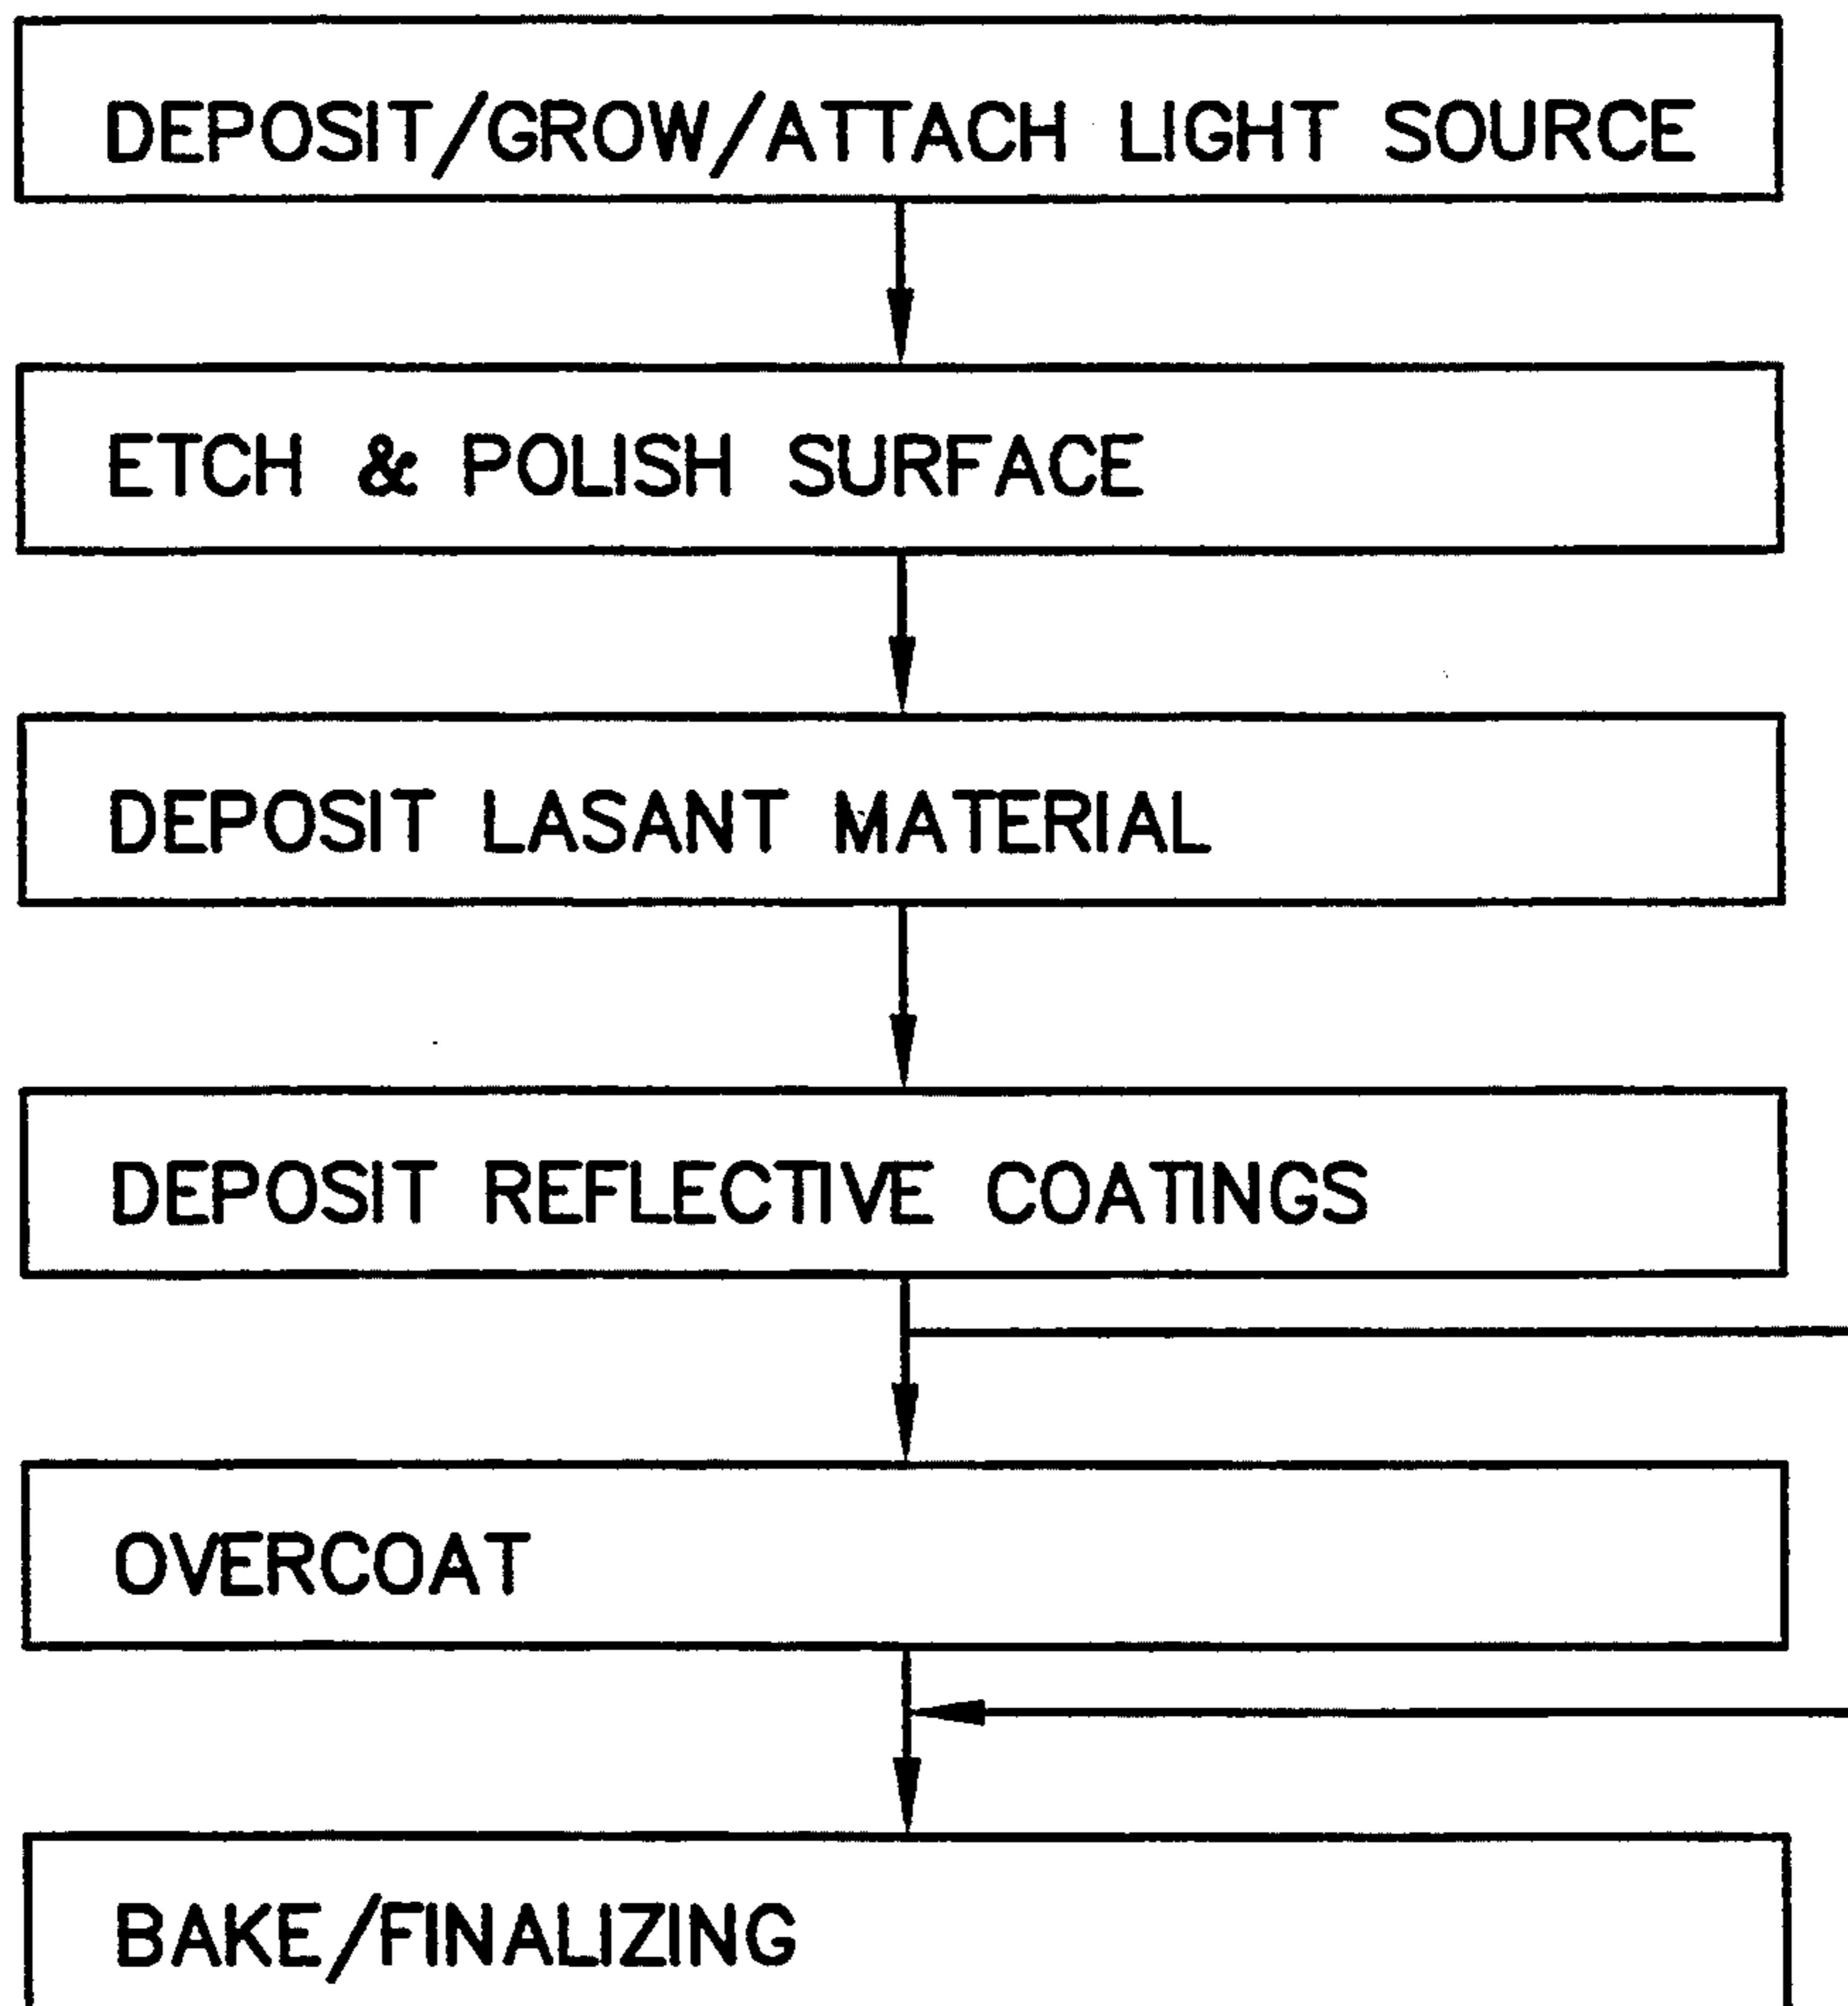 DEPOSIT/GROW/ATTACH LIGHT SOURCE
ETCH & POLISH SURFACE
DEPOSIT LASANT MATERIAL
DEPOSIT REFLECTIVE COATINGS
OVERCOAT
BAKE/FINALIZING